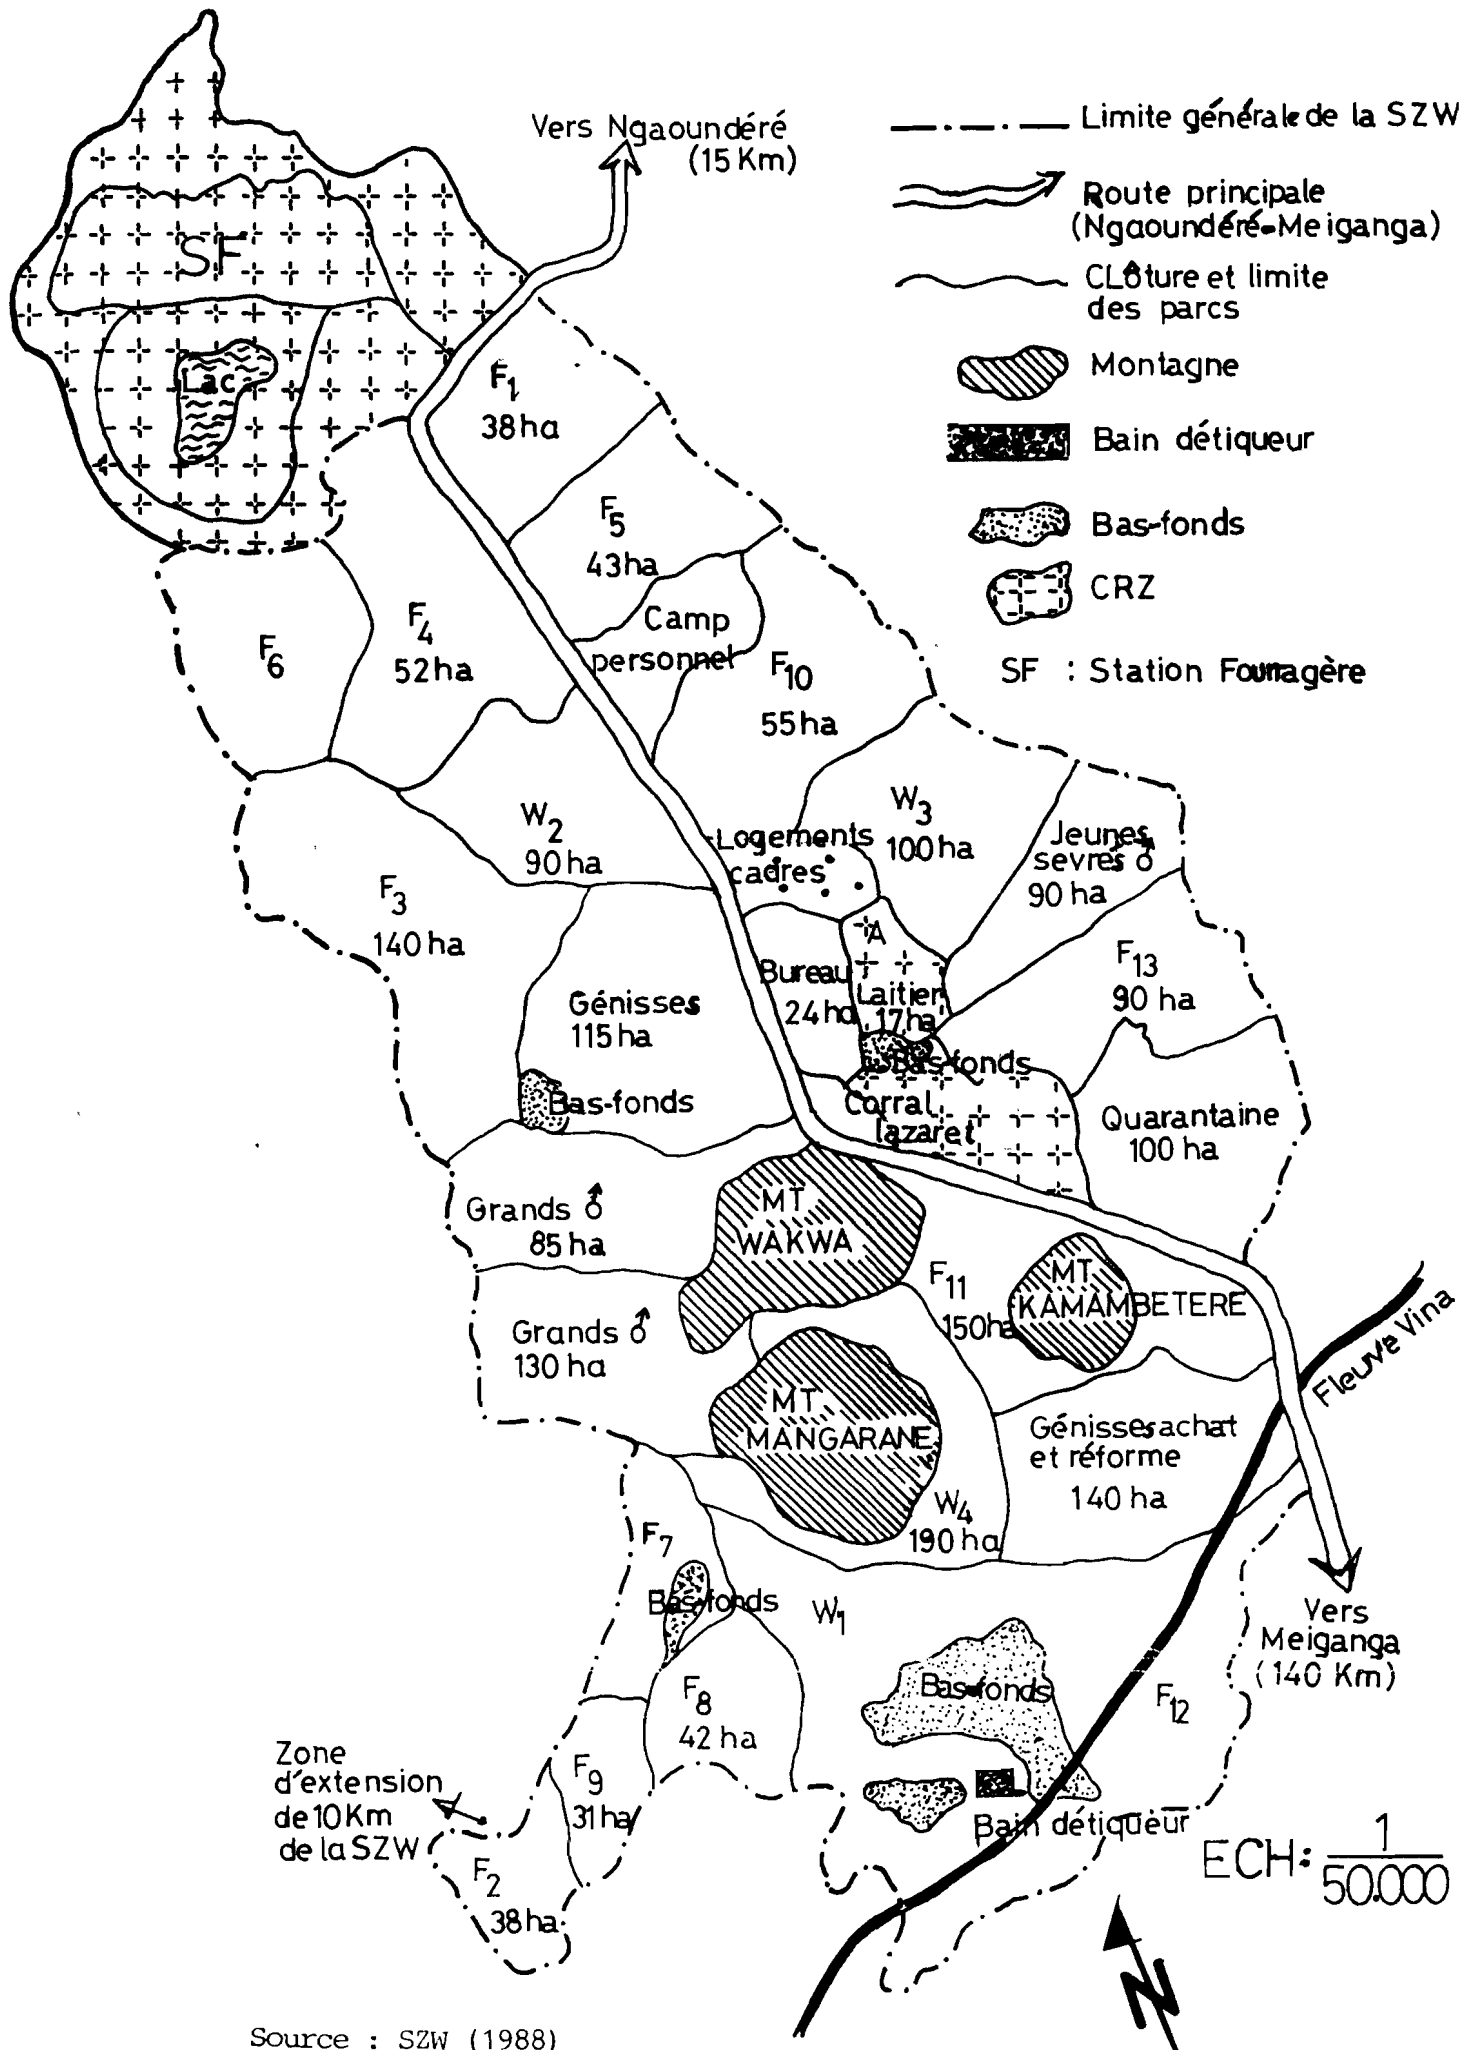 Vers Ngaoundéré
(15 Km)
Limite générale de la SZW
Route principale
(Ngaoundéré-Meiganga)
CLôture et limite
des parcs
Montagne
Bain détiqueur
Bas-fonds
CRZ
SF : Station Fourragère
SF
Lac
F1
38ha
F5
43ha
Camp
personnel
F6
F4
52ha
F10
55ha
W2
90ha
W3
100ha
Logements
cadres
Jeunes
sevrés ♂
90 ha
F3
140 ha
A
Bureau
24 ha
Laitier
17ha
F13
90 ha
Génisses
115 ha
Bas-fonds
Bas-fonds
Corral
lazaret
Quarantaine
100 ha
Grands ♂
85 ha
MT
WAKWA
F11
150ha
MT
KAMAMBETERE
Grands ♂
130 ha
MT
MANGARANE
Génisses achat
et réforme
140 ha
Fleuve Vina
W4
190 ha
F7
Bas-fonds
W1
Vers
Meiganga
(140 Km)
Bas-fonds
F12
F8
42 ha
Zone
d'extension
de 10 Km
de la SZW
F9
31ha
Bain détiqueur
F2
38ha
ECH: 1
50.000
N
Source : SZW (1988)